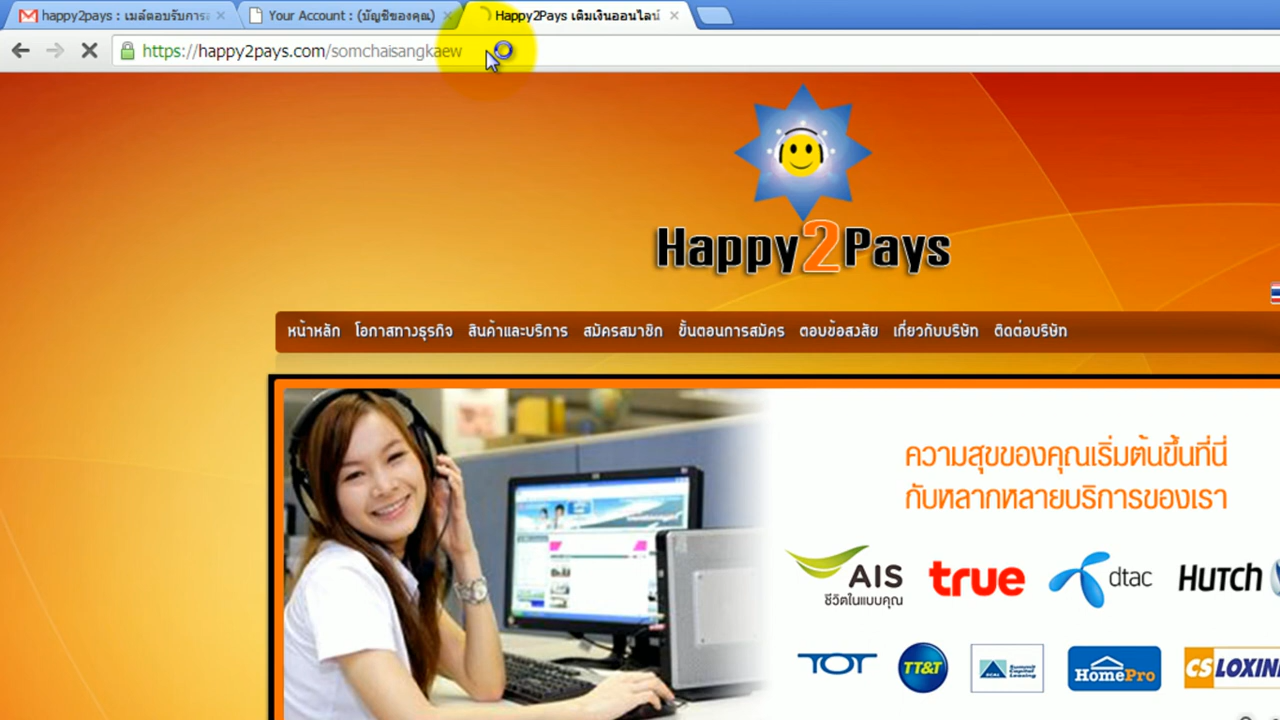 happy2pays : เมล์ตอบรับการส
Your Account : (บัญชีของคุณ)
Happy2Pays เติมเงินออนไลน์
https://happy2pays.com/somchaisangkaew
Happy2Pays
หน้าหลัก โอกาสทางธุรกิจ สินค้าและบริการ สมัครสมาชิก ขั้นตอนการสมัคร ตอบข้อสงสัย เกี่ยวกับบริษัท ติดต่อบริษัท
ความสุขของคุณเริ่มต้นขึ้นที่นี่
กับหลากหลายบริการของเรา
AIS true dtac HUTCH
ชีวิตในแบบคุณ
TOT TT&T Summit Capital Leasing HomePro CS LOXIN